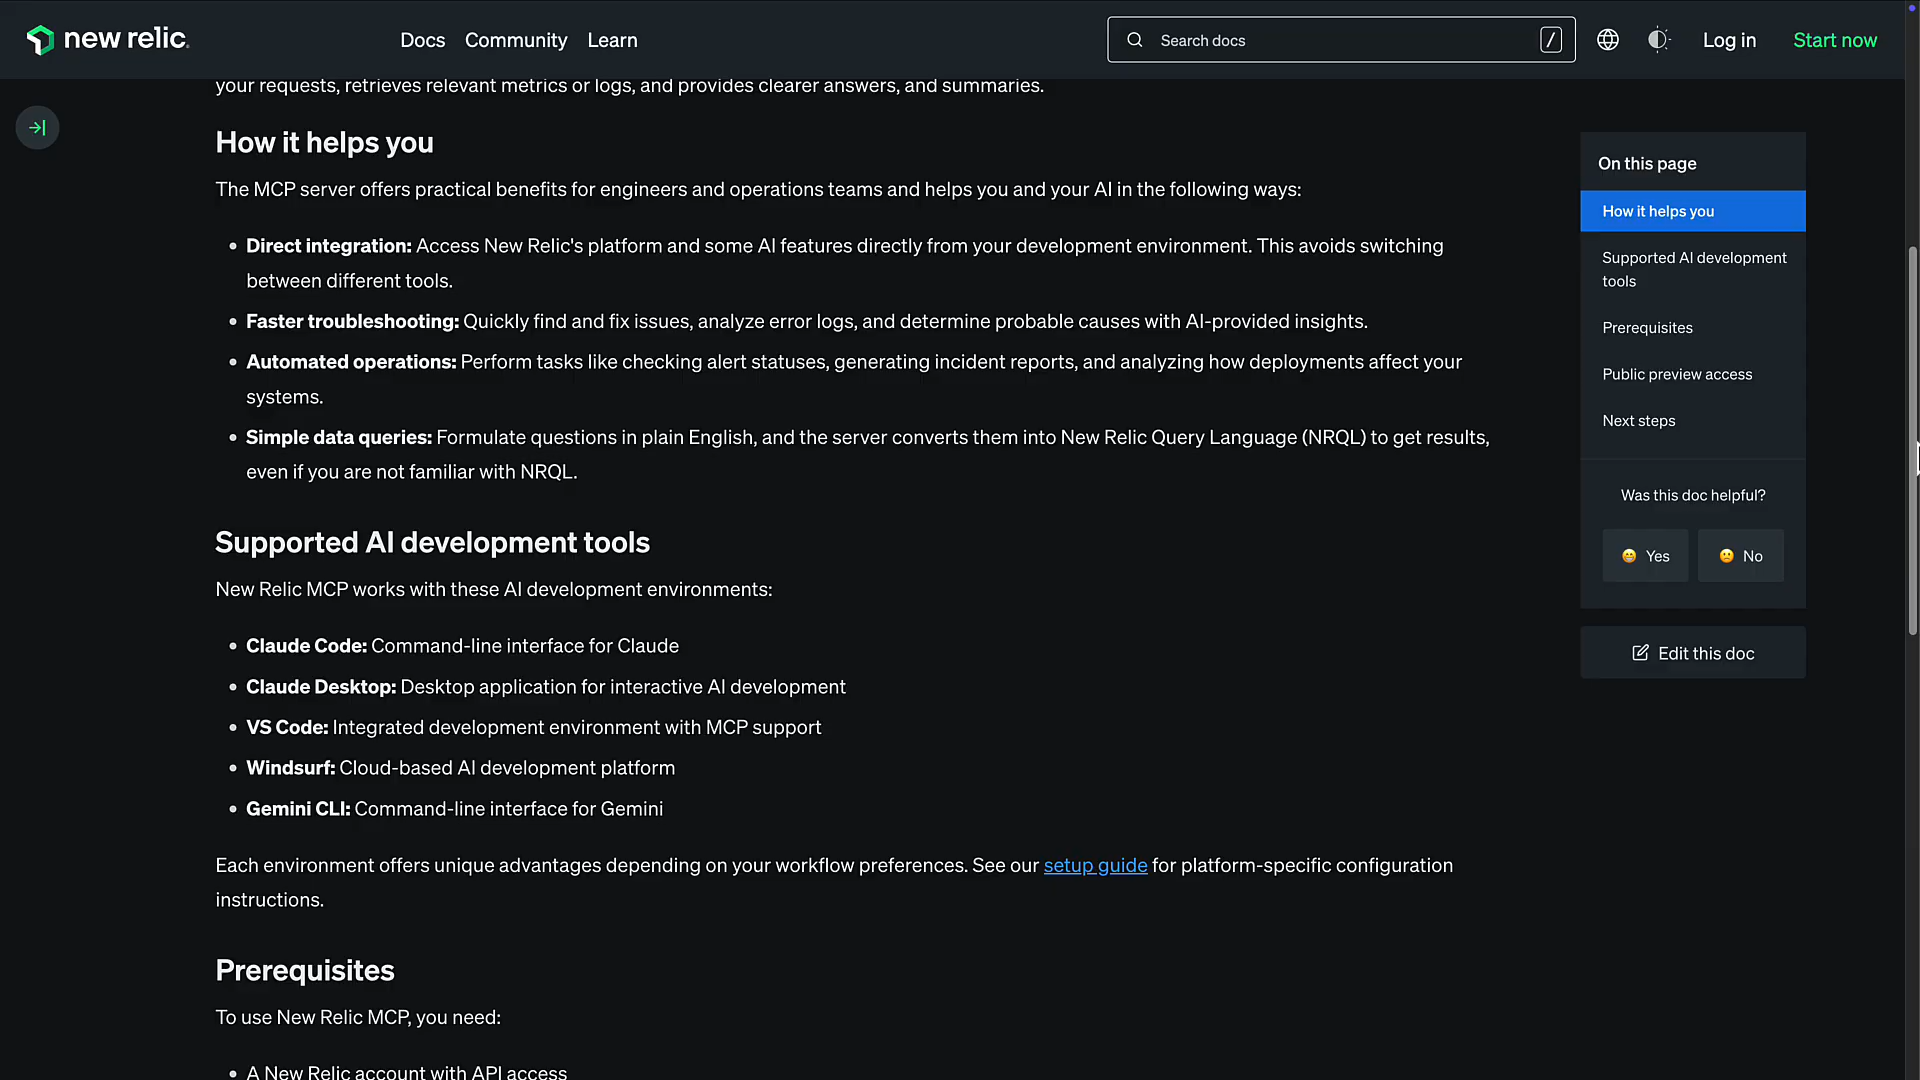 new relic.
Docs Community Learn
Search docs
/
Log in
Start now
your requests, retrieves relevant metrics or logs, and provides clearer answers, and summaries.
How it helps you
The MCP server offers practical benefits for engineers and operations teams and helps you and your AI in the following ways:
• Direct integration: Access New Relic's platform and some AI features directly from your development environment. This avoids switching
between different tools.
• Faster troubleshooting: Quickly find and fix issues, analyze error logs, and determine probable causes with AI-provided insights.
• Automated operations: Perform tasks like checking alert statuses, generating incident reports, and analyzing how deployments affect your
systems.
• Simple data queries: Formulate questions in plain English, and the server converts them into New Relic Query Language (NRQL) to get results,
even if you are not familiar with NRQL.
Supported AI development tools
New Relic MCP works with these AI development environments:
• Claude Code: Command-line interface for Claude
• Claude Desktop: Desktop application for interactive AI development
• VS Code: Integrated development environment with MCP support
• Windsurf: Cloud-based AI development platform
• Gemini CLI: Command-line interface for Gemini
Each environment offers unique advantages depending on your workflow preferences. See our setup guide for platform-specific configuration
instructions.
Prerequisites
To use New Relic MCP, you need:
• A New Relic account with API access
On this page
How it helps you
Supported AI development
tools
Prerequisites
Public preview access
Next steps
Was this doc helpful?
😁 Yes
🙁 No
Edit this doc